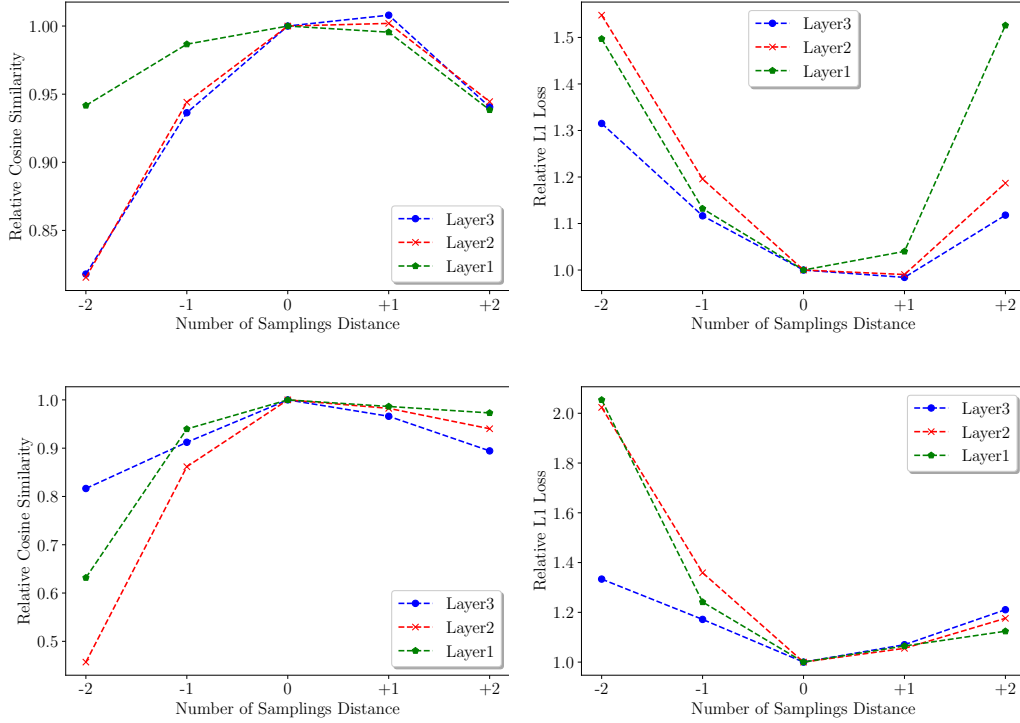 Relative Cosine Similarity
1.00
0.95
0.90
0.85
Layer3
Layer2
Layer1
-2
-1
0
+1
+2
Number of Samplings Distance
Relative L1 Loss
1.5
1.4
1.3
1.2
1.1
1.0
Layer3
Layer2
Layer1
-2
-1
0
+1
+2
Number of Samplings Distance
Relative Cosine Similarity
1.0
0.9
0.8
0.7
0.6
0.5
Layer3
Layer2
Layer1
-2
-1
0
+1
+2
Number of Samplings Distance
Relative L1 Loss
2.0
1.8
1.6
1.4
1.2
1.0
Layer3
Layer2
Layer1
-2
-1
0
+1
+2
Number of Samplings Distance